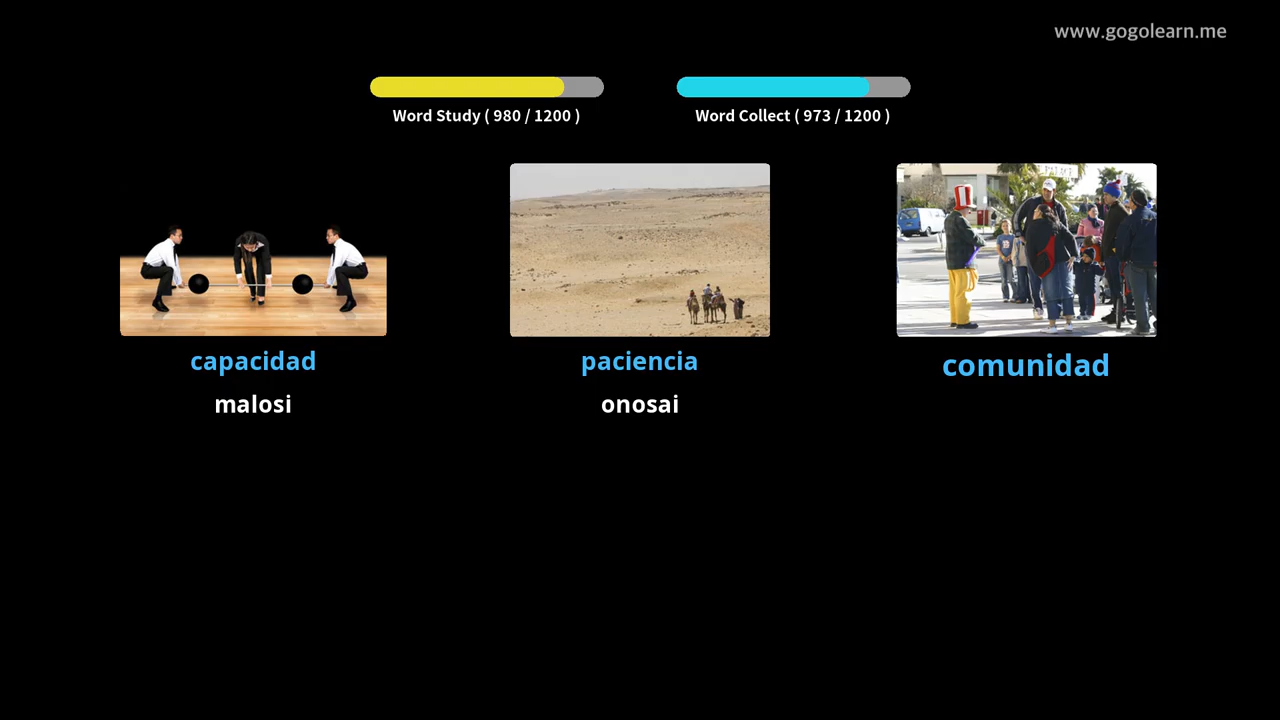 www.gogolearn.me
Word Study ( 980 / 1200 )
Word Collect ( 973 / 1200 )
capacidad
paciencia
comunidad
malosi
onosai